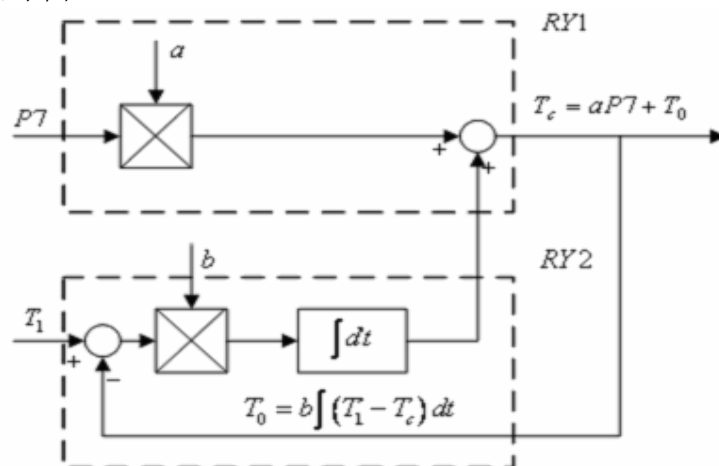 RY1
a
P7
T_c = aP7 + T_0
+
+
RY2
b
T_1
+
−
∫dt
T_0 = b∫(T_1 − T_c) dt